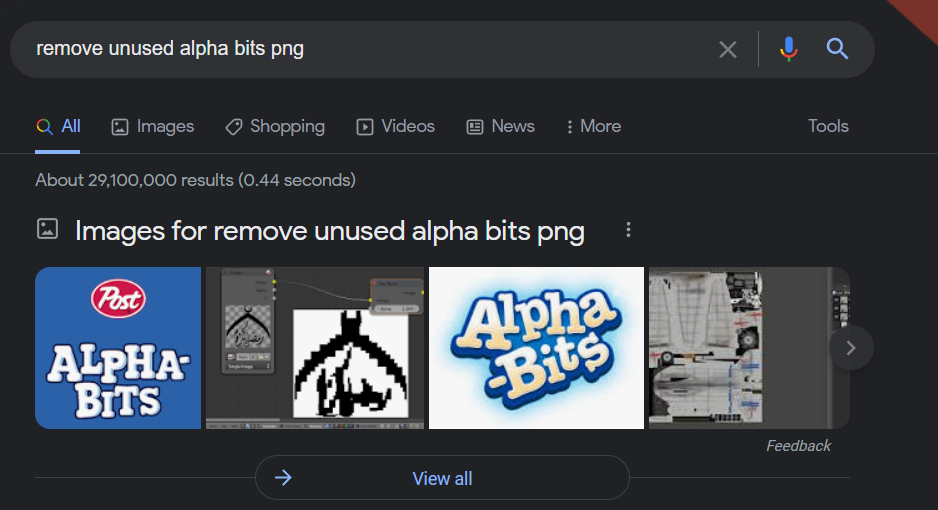 remove unused alpha bits png
All
Images
Shopping
Videos
News
More
Tools
About 29,100,000 results (0.44 seconds)
Images for remove unused alpha bits png
Post
ALPHA-
BITS
Alpha
-Bits
Feedback
View all